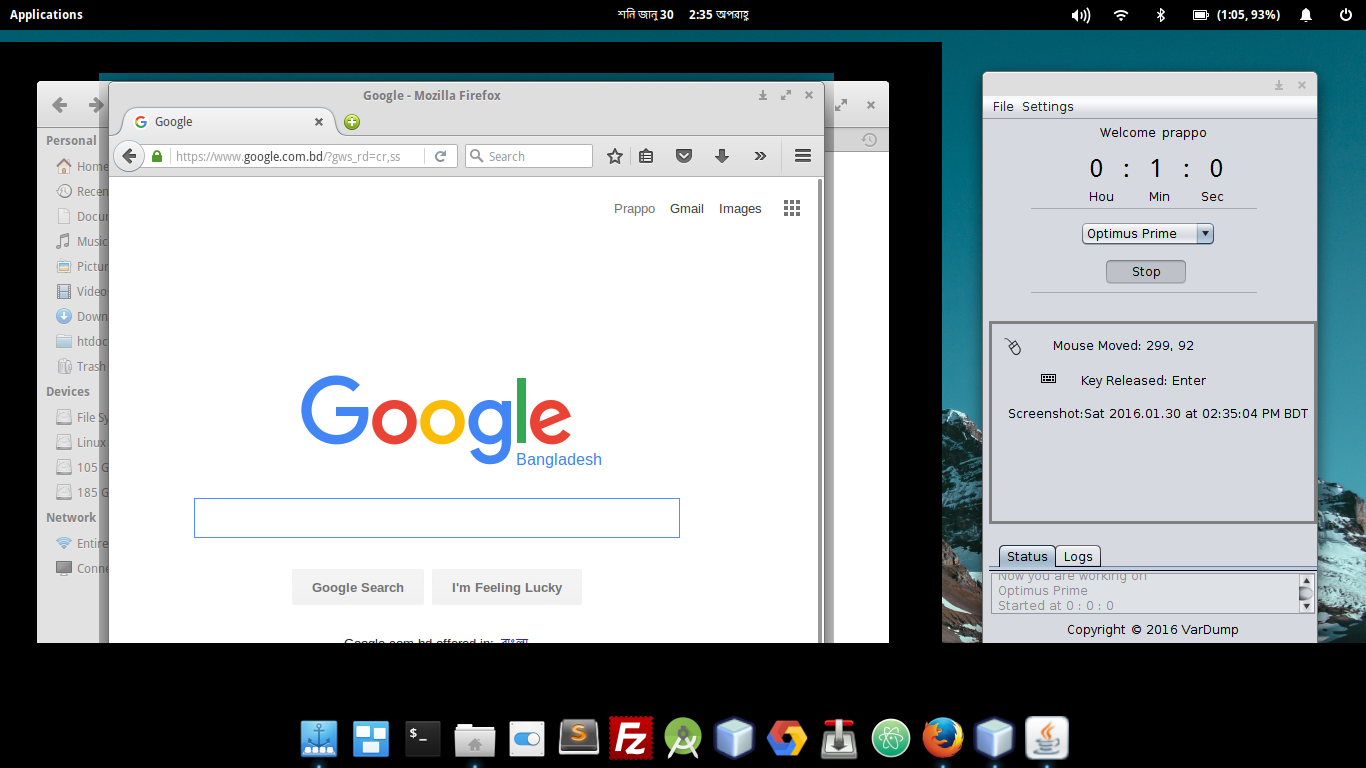 Applications
শনি জানু 30 2:35 অপরাহ্ণ
(1:05, 93%)
Personal
Home
Recen
Docu
Music
Pictur
Video
Down
htdoc
Trash
Devices
File Sy
Linux
105 G
185 G
Network
Entire
Conne
Google - Mozilla Firefox
Google
https://www.google.com.bd/?gws_rd=cr,ss
Search
Prappo Gmail Images
Google
Bangladesh
Google Search I'm Feeling Lucky
Google.com.bd offered in: বাংলা
File Settings
Welcome prappo
0 : 1 : 0
Hou Min Sec
Optimus Prime
Stop
Mouse Moved: 299, 92
Key Released: Enter
Screenshot:Sat 2016.01.30 at 02:35:04 PM BDT
Status Logs
Now you are working on
Optimus Prime
Started at 0 : 0 : 0
Copyright © 2016 VarDump
$_
S
Fz